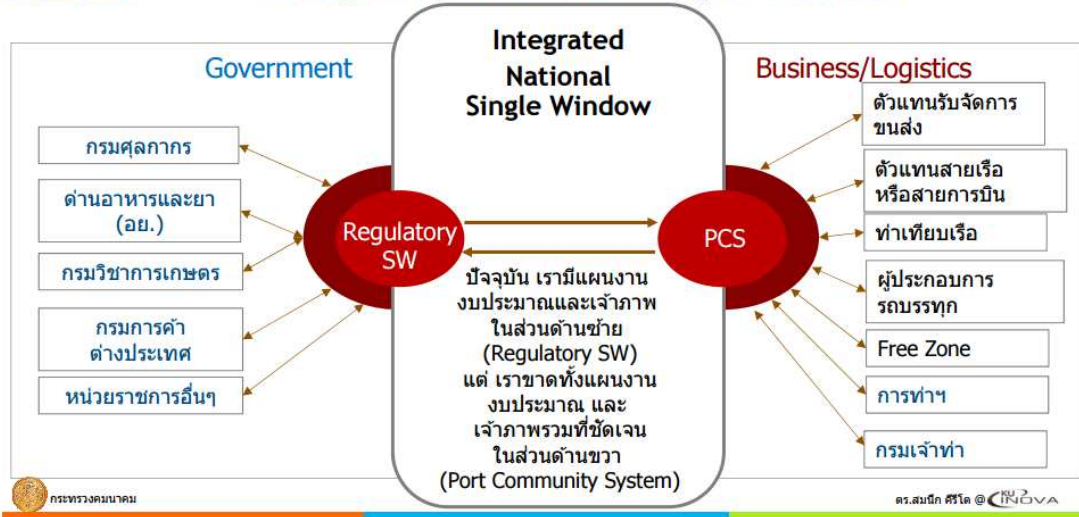 Integrated
National
Single Window
Government
Business/Logistics
กรมศุลกากร
ด่านอาหารและยา
(อย.)
กรมวิชาการเกษตร
กรมการค้า
ต่างประเทศ
หน่วยราชการอื่นๆ
Regulatory
SW
PCS
ปัจจุบัน เรามีแผนงาน
งบประมาณและเจ้าภาพ
ในส่วนด้านซ้าย
(Regulatory SW)
แต่ เราขาดทั้งแผนงาน
งบประมาณ และ
เจ้าภาพรวมที่ชัดเจน
ในส่วนด้านขวา
(Port Community System)
ตัวแทนรับจัดการ
ขนส่ง
ตัวแทนสายเรือ
หรือสายการบิน
ท่าเทียบเรือ
ผู้ประกอบการ
รถบรรทุก
Free Zone
การท่าฯ
กรมเจ้าท่า
กระทรวงคมนาคม
ดร.สมนึก คีรีโต @ KU INOVA